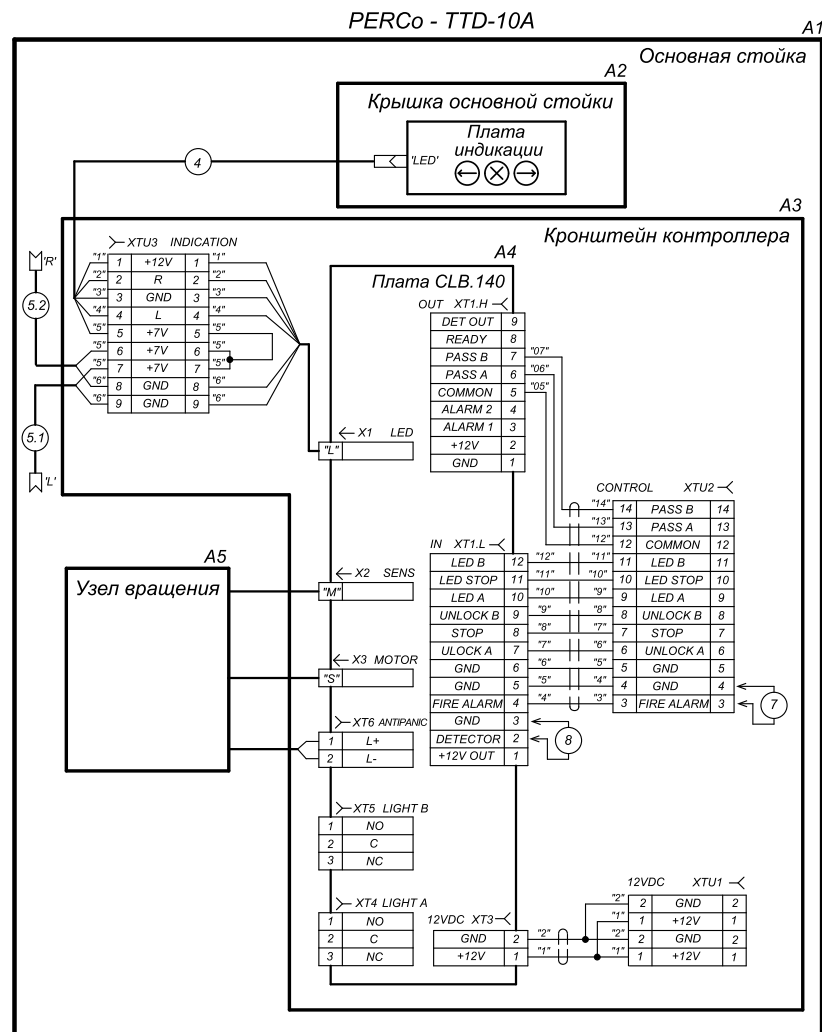 PERCo - TTD-10A
A1
Основная стойка
A2
Крышка основной стойки
Плата
индикации
'LED'
4
A3
Кронштейн контроллера
XTU3 INDICATION
"1" 1 +12V 1 "1"
"2" 2 R 2 "2"
"3" 3 GND 3 "3"
"4" 4 L 4 "4"
"5" 5 +7V 5 "5"
"5" 6 +7V 6 "5"
"5" 7 +7V 7 "5"
"6" 8 GND 8 "6"
"6" 9 GND 9 "6"
'R'
5.2
5.1
'L'
A4
Плата CLB.140
OUT XT1.H
DET OUT 9
READY 8
PASS B 7 "07"
PASS A 6 "06"
COMMON 5 "05"
ALARM 2 4
ALARM 1 3
+12V 2
GND 1
X1 LED
"L"
CONTROL XTU2
"14" 14 PASS B 14
"13" 13 PASS A 13
"12" 12 COMMON 12
"11" 11 LED B 11
"10" 10 LED STOP 10
"9" 9 LED A 9
"8" 8 UNLOCK B 8
"7" 7 STOP 7
"6" 6 UNLOCK A 6
"5" 5 GND 5
"4" 4 GND 4
"3" 3 FIRE ALARM 3
7
IN XT1.L
LED B 12 "12"
LED STOP 11 "11"
LED A 10 "10"
UNLOCK B 9 "9"
STOP 8 "8"
ULOCK A 7 "7"
GND 6 "6"
GND 5 "5"
FIRE ALARM 4 "4"
GND 3
DETECTOR 2
+12V OUT 1
8
A5
Узел вращения
X2 SENS
"M"
X3 MOTOR
"S"
XT6 ANTIPANIC
1 L+
2 L-
XT5 LIGHT B
1 NO
2 C
3 NC
XT4 LIGHT A
1 NO
2 C
3 NC
12VDC XT3
GND 2 "2"
+12V 1 "1"
12VDC XTU1
"2" 2 GND 2
"1" 1 +12V 1
"2" 2 GND 2
"1" 1 +12V 1